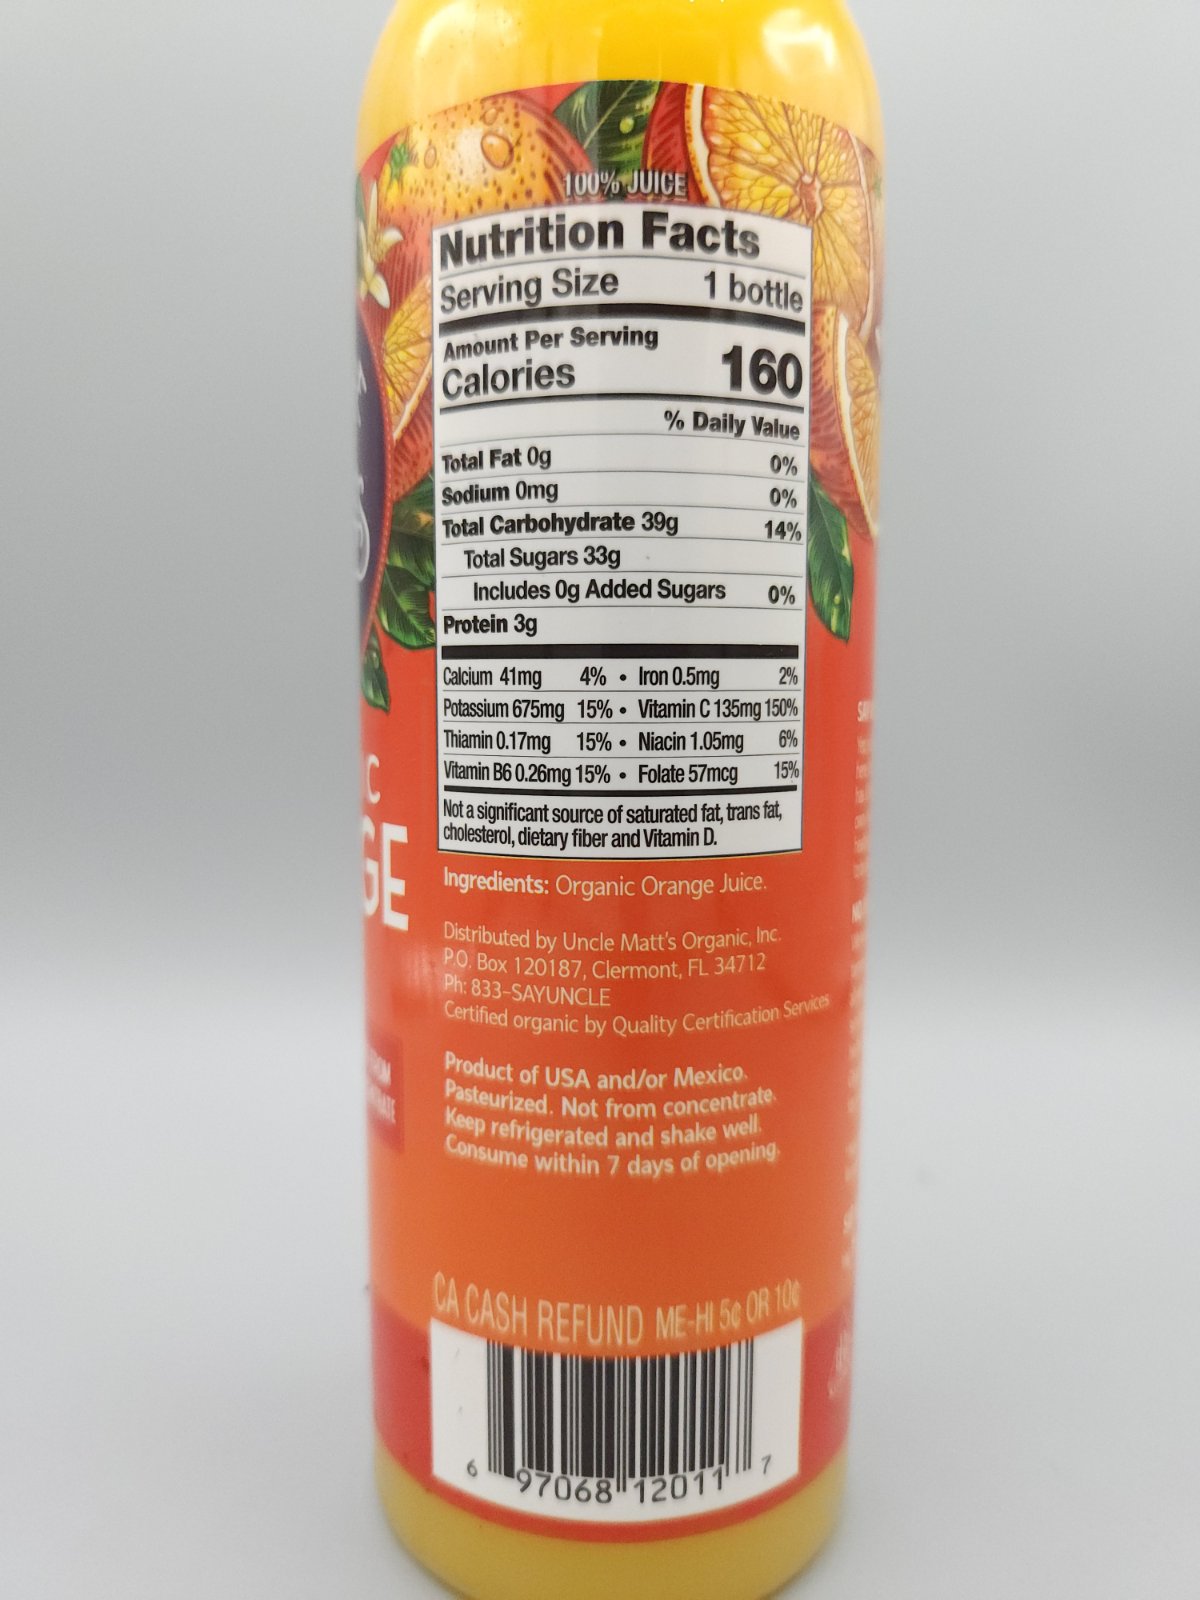 100% JUICE
Nutrition Facts
Serving Size 1 bottle
Amount Per Serving
Calories 160
% Daily Value
Total Fat 0g 0%
Sodium 0mg 0%
Total Carbohydrate 39g 14%
Total Sugars 33g
Includes 0g Added Sugars 0%
Protein 3g
Calcium 41mg 4% • Iron 0.5mg 2%
Potassium 675mg 15% • Vitamin C 135mg 150%
Thiamin 0.17mg 15% • Niacin 1.05mg 6%
Vitamin B6 0.26mg 15% • Folate 57mcg 15%
Not a significant source of saturated fat, trans fat,
cholesterol, dietary fiber and Vitamin D.
Ingredients: Organic Orange Juice.
Distributed by Uncle Matt's Organic, Inc.
P.O. Box 120187, Clermont, FL 34712
Ph: 833-SAYUNCLE
Certified organic by Quality Certification Services
Product of USA and/or Mexico.
Pasteurized. Not from concentrate.
Keep refrigerated and shake well.
Consume within 7 days of opening.
CA CASH REFUND ME-HI 5¢ OR 10¢
6 97068 12011 7